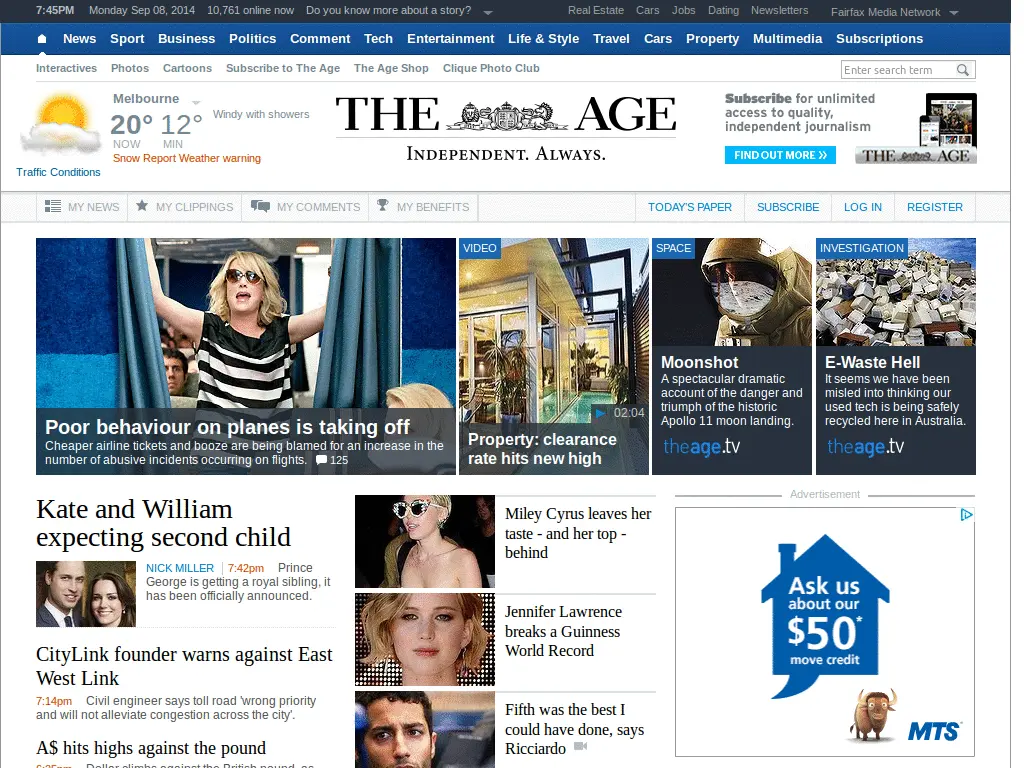 7:45PM Monday Sep 08, 2014 10,761 online now Do you know more about a story? Real Estate Cars Jobs Dating Newsletters Fairfax Media Network
News Sport Business Politics Comment Tech Entertainment Life & Style Travel Cars Property Multimedia Subscriptions
Interactives Photos Cartoons Subscribe to The Age The Age Shop Clique Photo Club Enter search term
Melbourne
20° 12° Windy with showers
NOW MIN
Snow Report Weather warning
Traffic Conditions
THE AGE
INDEPENDENT. ALWAYS.
Subscribe for unlimited
access to quality,
independent journalism
FIND OUT MORE »
THE AGE
MY NEWS MY CLIPPINGS MY COMMENTS MY BENEFITS TODAY'S PAPER SUBSCRIBE LOG IN REGISTER
Poor behaviour on planes is taking off
Cheaper airline tickets and booze are being blamed for an increase in the
number of abusive incidents occurring on flights. 125
VIDEO
02:04
Property: clearance
rate hits new high
SPACE
Moonshot
A spectacular dramatic
account of the danger and
triumph of the historic
Apollo 11 moon landing.
theage.tv
INVESTIGATION
E-Waste Hell
It seems we have been
misled into thinking our
used tech is being safely
recycled here in Australia.
theage.tv
Kate and William
expecting second child
NICK MILLER 7:42pm Prince
George is getting a royal sibling, it
has been officially announced.
CityLink founder warns against East
West Link
7:14pm Civil engineer says toll road 'wrong priority
and will not alleviate congestion across the city'.
A$ hits highs against the pound
6:35pm Dollar climbs against the British pound, as
Miley Cyrus leaves her
taste - and her top -
behind
Jennifer Lawrence
breaks a Guinness
World Record
Fifth was the best I
could have done, says
Ricciardo
Advertisement
Ask us
about our
$50*
move credit
MTS